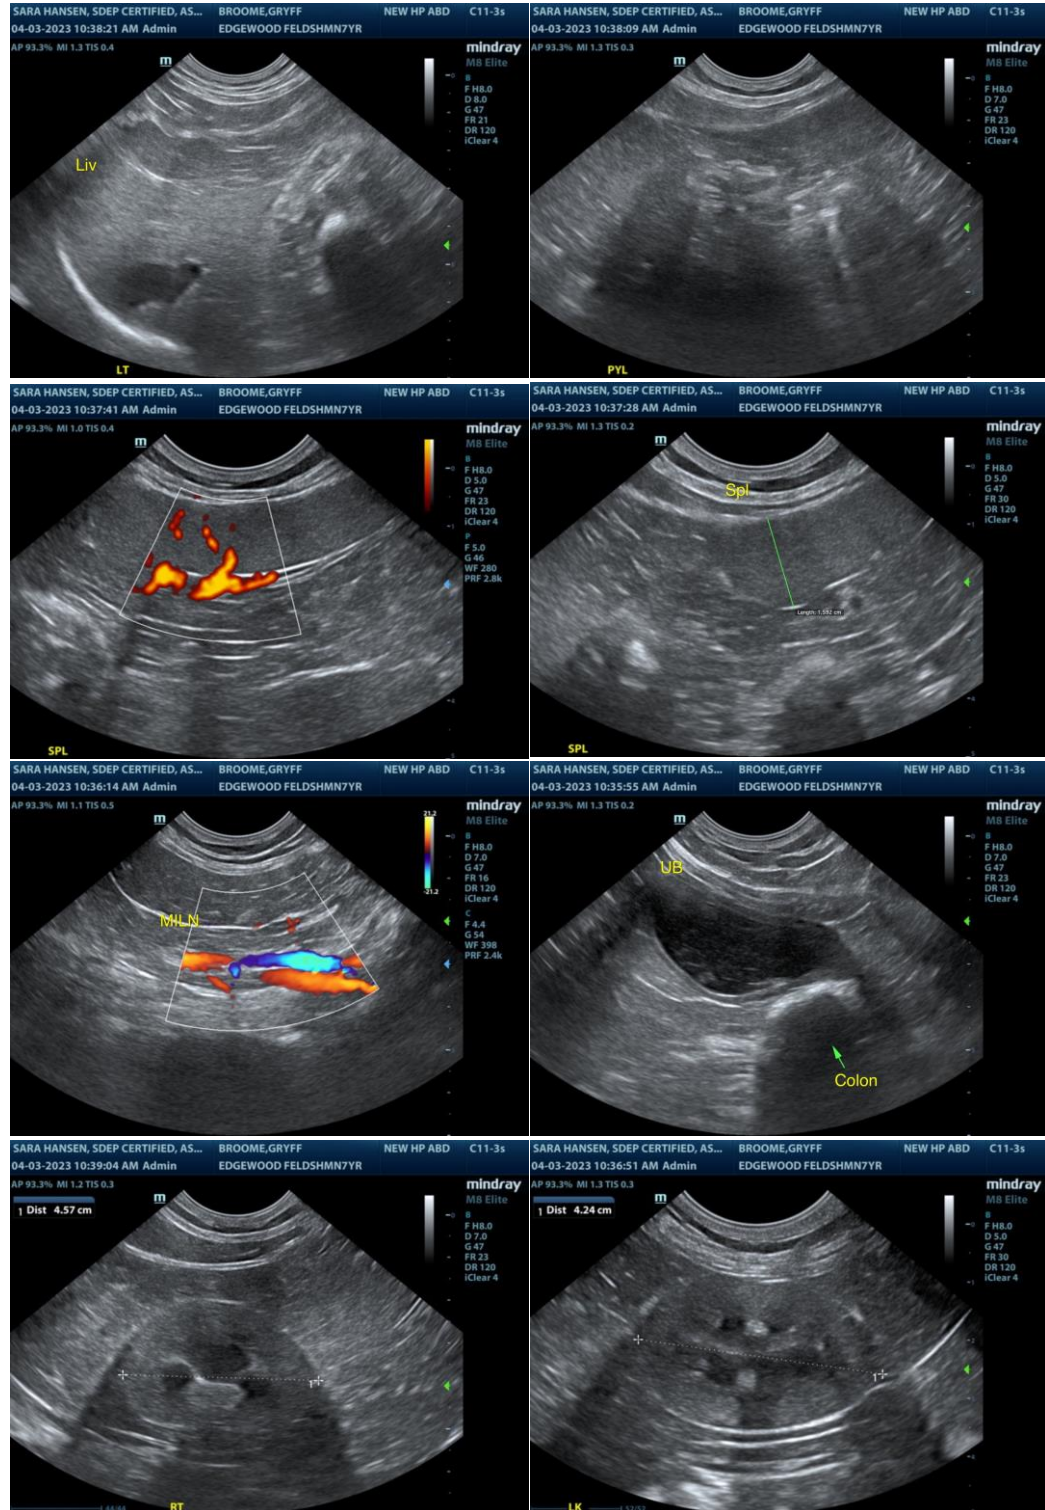 SARA HANSEN, SDEP CERTIFIED, AS... BROOME,GRYFF NEW HP ABD C11-3s
04-03-2023 10:38:21 AM Admin EDGEWOOD FELDSHMN7YR
AP 93.3% MI 1.3 TIS 0.4
mindray
M8 Elite
m
B
F H8.0
D 8.0
G 47
FR 21
DR 120
iClear 4
Liv
LT
SARA HANSEN, SDEP CERTIFIED, AS... BROOME,GRYFF NEW HP ABD C11-3s
04-03-2023 10:38:09 AM Admin EDGEWOOD FELDSHMN7YR
AP 93.3% MI 1.3 TIS 0.3
mindray
M8 Elite
m
B
F H8.0
D 7.0
G 47
FR 23
DR 120
iClear 4
PYL
SARA HANSEN, SDEP CERTIFIED, AS... BROOME,GRYFF NEW HP ABD C11-3s
04-03-2023 10:37:41 AM Admin EDGEWOOD FELDSHMN7YR
AP 93.3% MI 1.0 TIS 0.4
mindray
M8 Elite
m
B
F H8.0
D 5.0
G 47
FR 23
DR 120
iClear 4
P
F 5.0
G 46
WF 280
PRF 2.8k
SPL
SARA HANSEN, SDEP CERTIFIED, AS... BROOME,GRYFF NEW HP ABD C11-3s
04-03-2023 10:37:28 AM Admin EDGEWOOD FELDSHMN7YR
AP 93.3% MI 1.3 TIS 0.2
mindray
M8 Elite
m
B
F H8.0
D 5.0
G 47
FR 30
DR 120
iClear 4
Spl
SPL
SARA HANSEN, SDEP CERTIFIED, AS... BROOME,GRYFF NEW HP ABD C11-3s
04-03-2023 10:36:14 AM Admin EDGEWOOD FELDSHMN7YR
AP 93.3% MI 1.1 TIS 0.5
mindray
M8 Elite
m
21.2
-21.2
B
F H8.0
D 7.0
G 47
FR 16
DR 120
iClear 4
C
F 4.4
G 54
WF 398
PRF 2.4k
MILN
SARA HANSEN, SDEP CERTIFIED, AS... BROOME,GRYFF NEW HP ABD C11-3s
04-03-2023 10:35:55 AM Admin EDGEWOOD FELDSHMN7YR
AP 93.3% MI 1.3 TIS 0.2
mindray
M8 Elite
m
B
F H8.0
D 7.0
G 47
FR 23
DR 120
iClear 4
UB
Colon
SARA HANSEN, SDEP CERTIFIED, AS... BROOME,GRYFF NEW HP ABD C11-3s
04-03-2023 10:39:04 AM Admin EDGEWOOD FELDSHMN7YR
AP 93.3% MI 1.2 TIS 0.3
mindray
M8 Elite
m
1 Dist 4.57 cm
B
F H8.0
D 7.0
G 47
FR 23
DR 120
iClear 4
1
RT
SARA HANSEN, SDEP CERTIFIED, AS... BROOME,GRYFF NEW HP ABD C11-3s
04-03-2023 10:36:51 AM Admin EDGEWOOD FELDSHMN7YR
AP 93.3% MI 1.3 TIS 0.3
mindray
M8 Elite
m
1 Dist 4.24 cm
B
F H8.0
D 5.0
G 47
FR 30
DR 120
iClear 4
1
LK